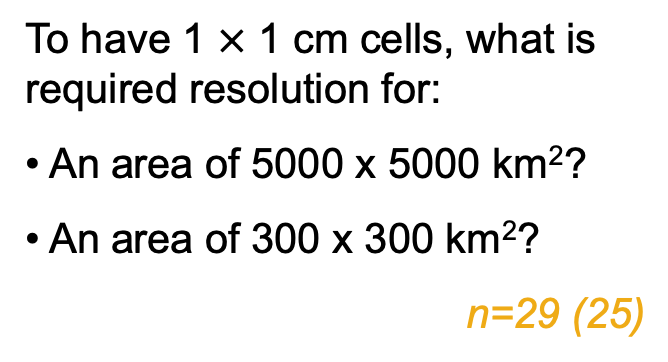 To have 1 × 1 cm cells, what is
required resolution for:
• An area of 5000 x 5000 km²?
• An area of 300 x 300 km²?
n=29 (25)